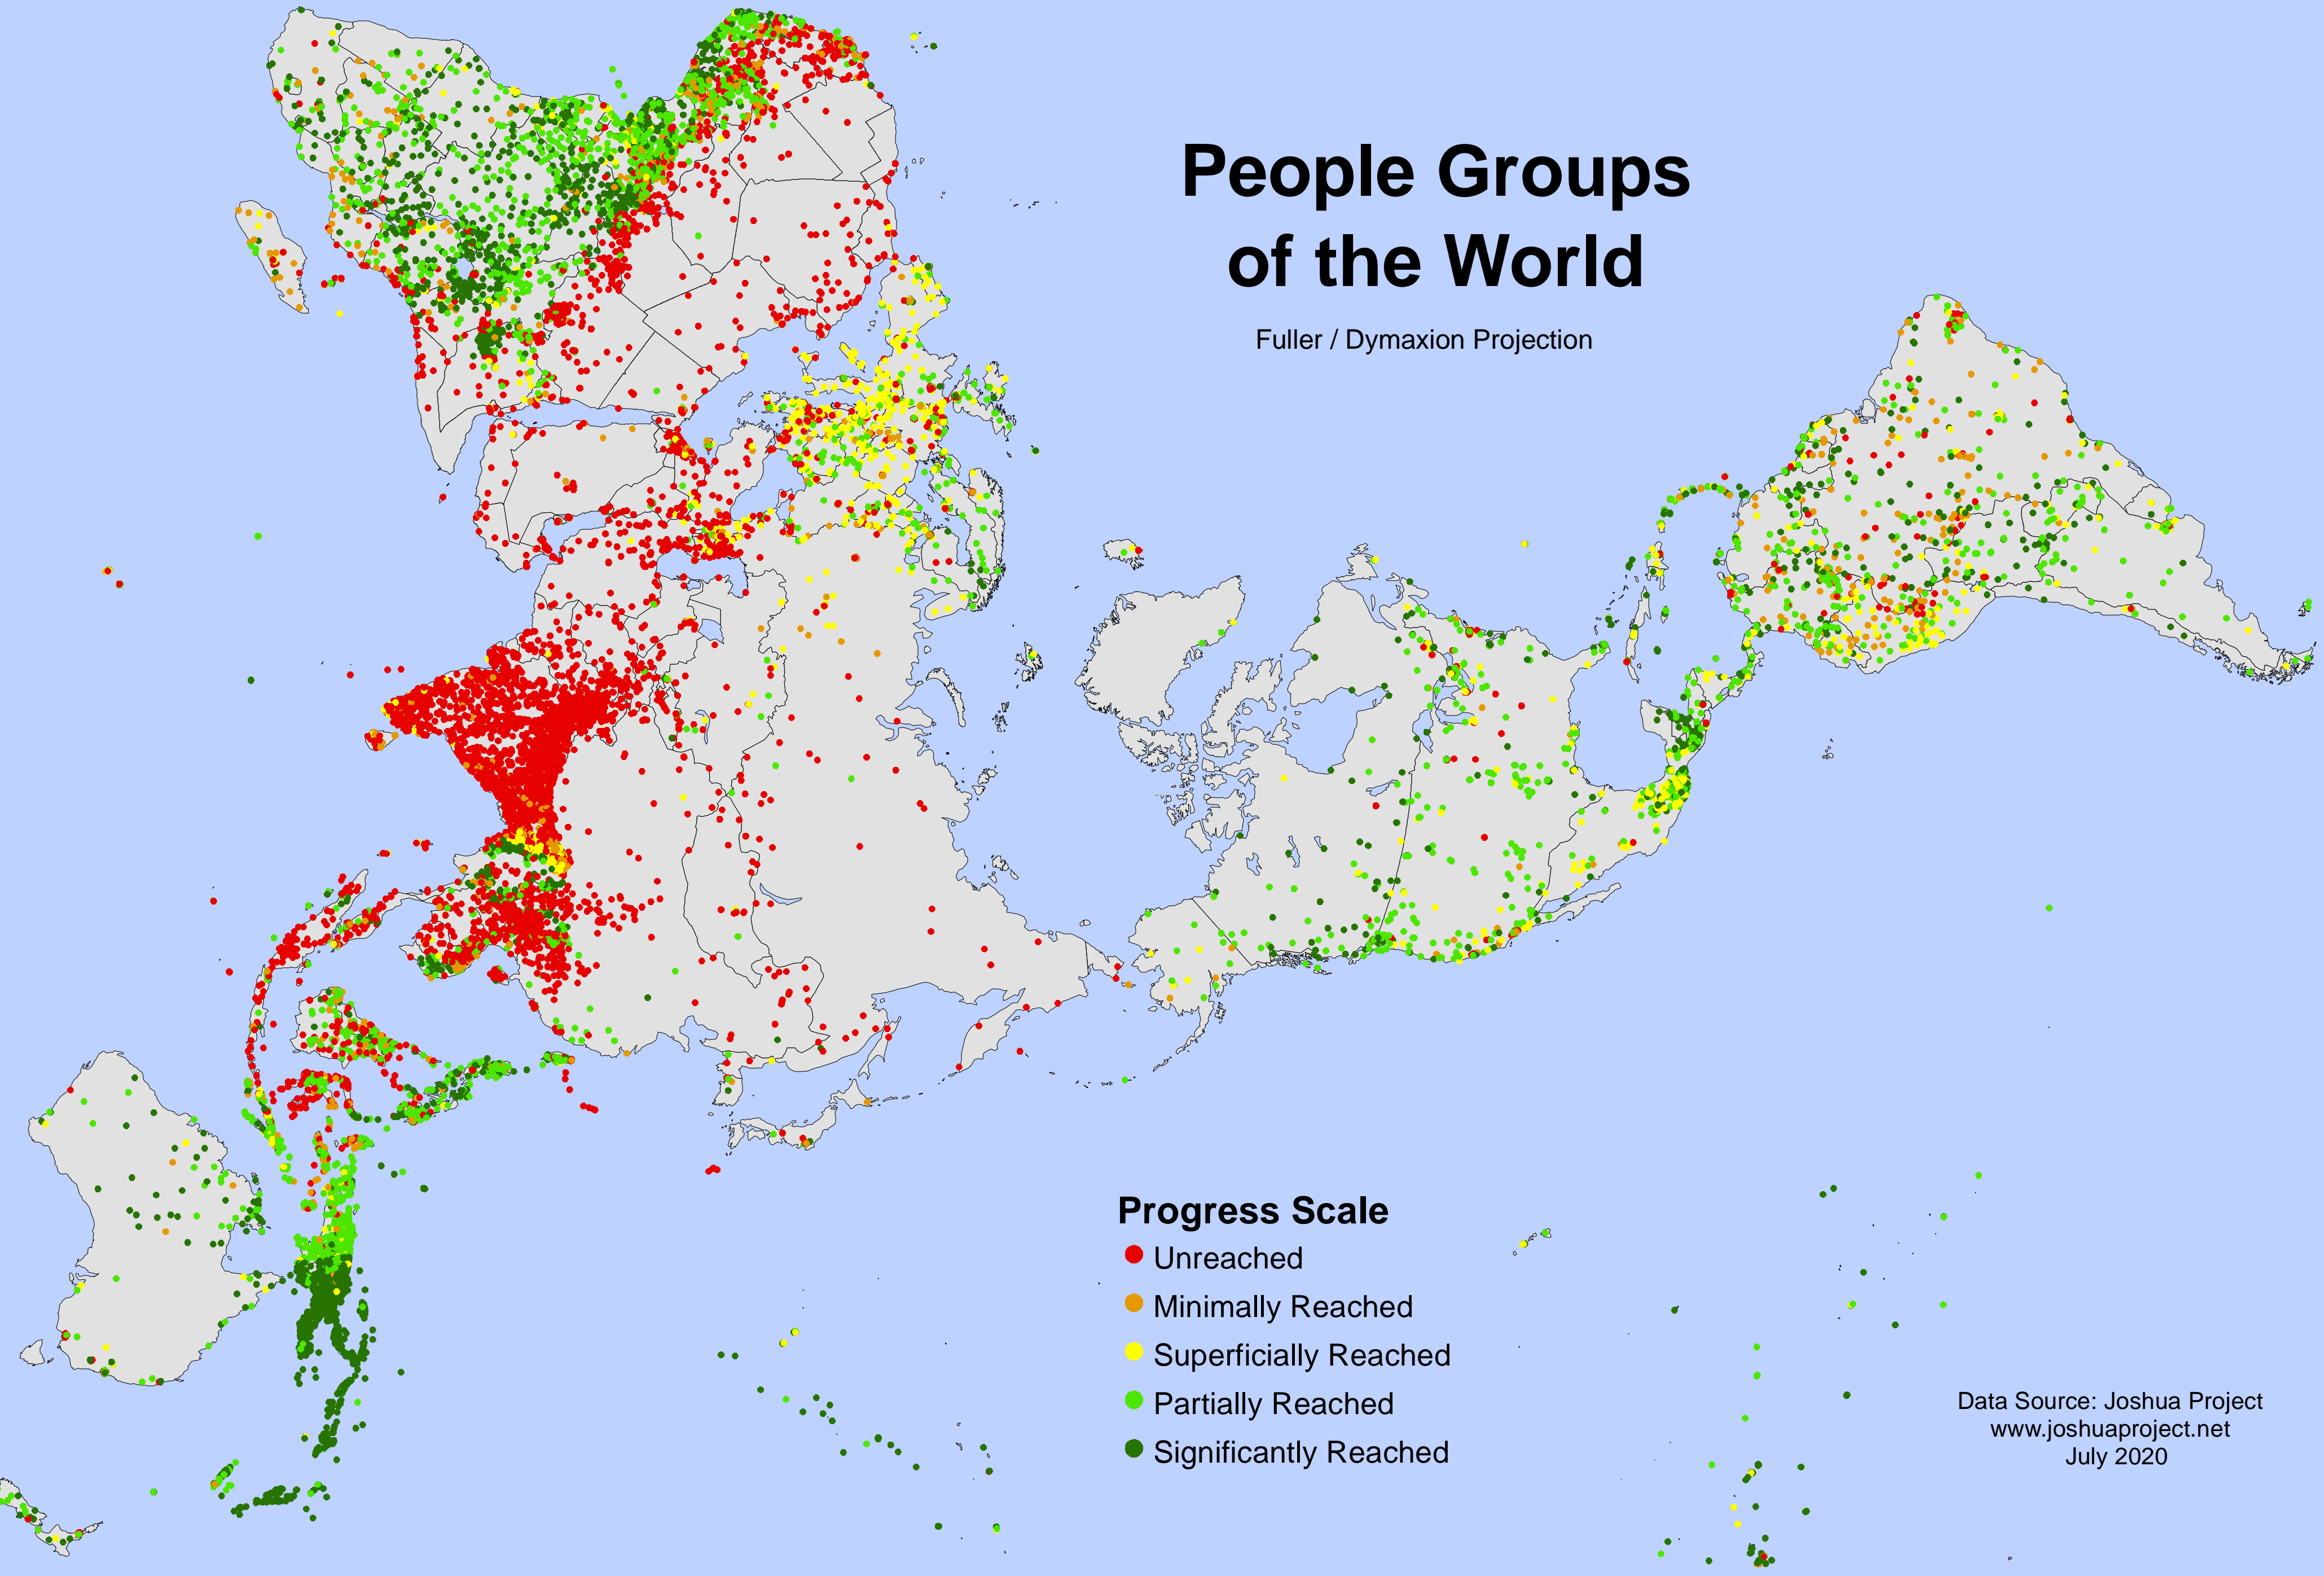 People Groups
of the World
Fuller / Dymaxion Projection
Progress Scale
Unreached
Minimally Reached
Superficially Reached
Partially Reached
Significantly Reached
Data Source: Joshua Project
www.joshuaproject.net
July 2020